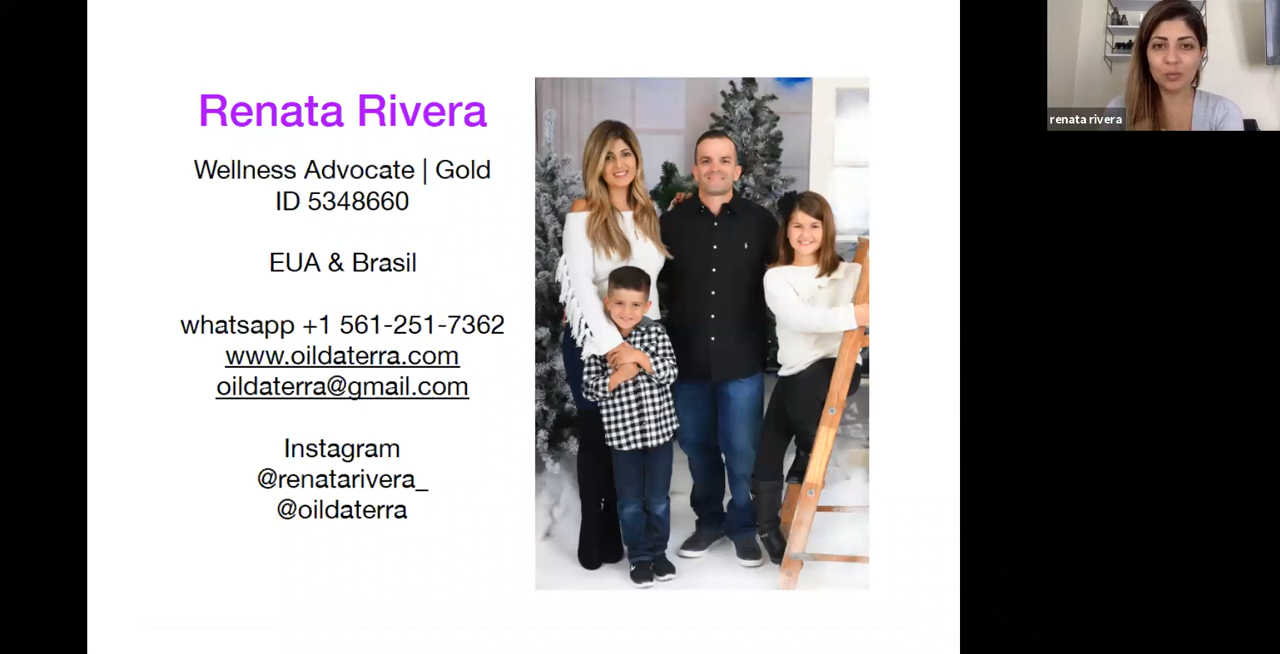 Renata Rivera
Wellness Advocate | Gold
ID 5348660
EUA & Brasil
whatsapp +1 561-251-7362
www.oildaterra.com
oildaterra@gmail.com
Instagram
@renatarivera_
@oildaterra
renata rivera